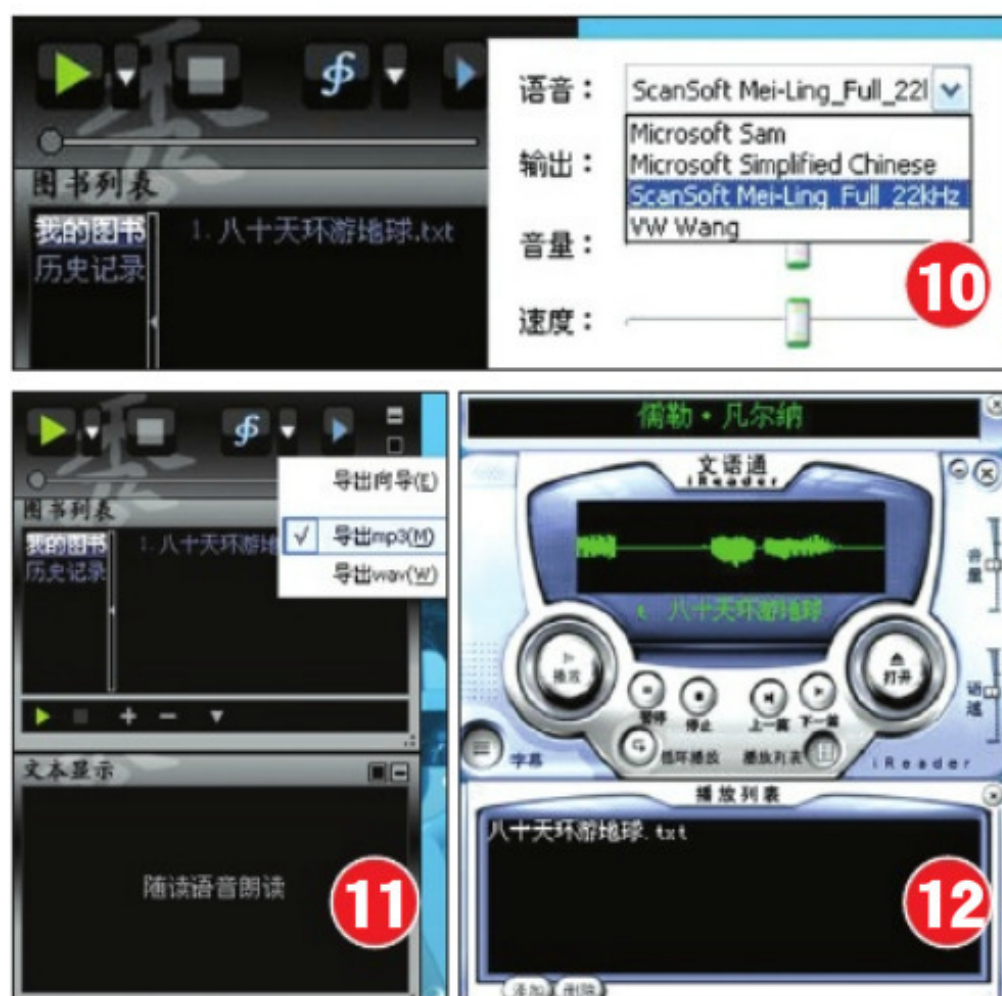 语音： ScanSoft Mei-Ling_Full_22
Microsoft Sam
输出： Microsoft Simplified Chinese
ScanSoft Mei-Ling_Full_22kHz
音量： VW Wang
速度：
图书列表
我的图书 1. 八十天环游地球.txt
历史记录
10
导出向导(E)
导出mp3(M)
导出wav(W)
图书列表
我的图书 1. 八十天环游地
历史记录
文本显示
随读语音朗读
11
儒勒·凡尔纳
文语通
iReader
音量
t 八十天环游地球
播放
打开
语速
暂停 停止 上一篇 下一篇
字幕 循环播放 播放列表 iReader
播放列表
八十天环游地球.txt
12
添加 删除